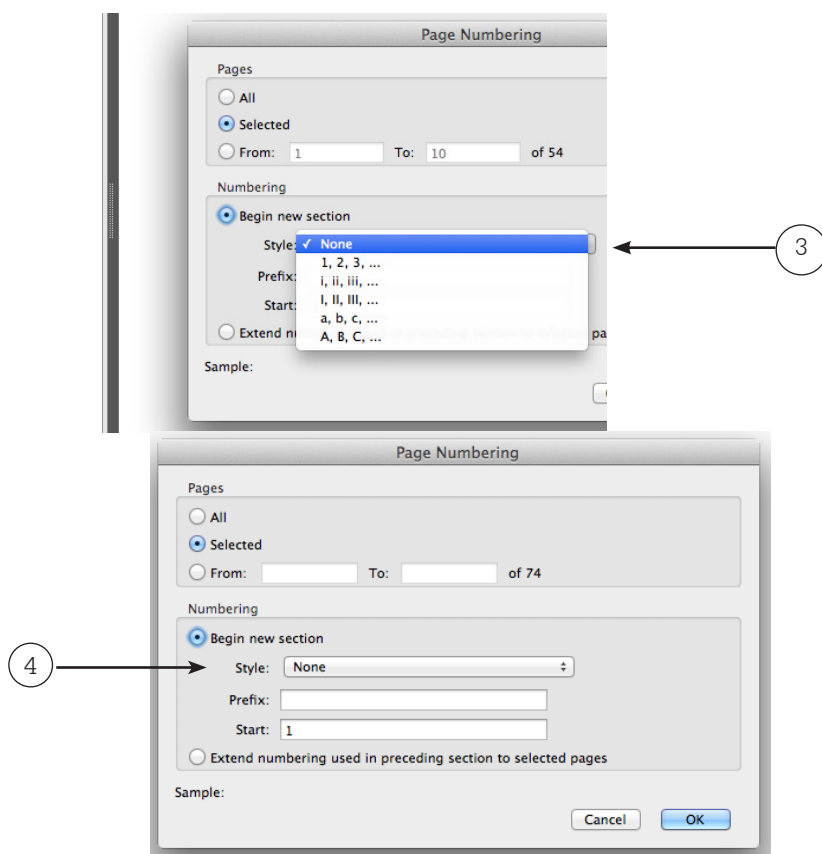 Page Numbering
Pages
All
Selected
From: 1 To: 10 of 54
Numbering
Begin new section
Style: ✓ None
1, 2, 3, ...
Prefix:
i, ii, iii, ...
I, II, III, ...
Start:
a, b, c, ...
Extend n pa
A, B, C, ...
Sample:
3
Page Numbering
Pages
All
Selected
From: To: of 74
Numbering
Begin new section
4
Style: None
Prefix:
Start: 1
Extend numbering used in preceding section to selected pages
Sample:
Cancel OK